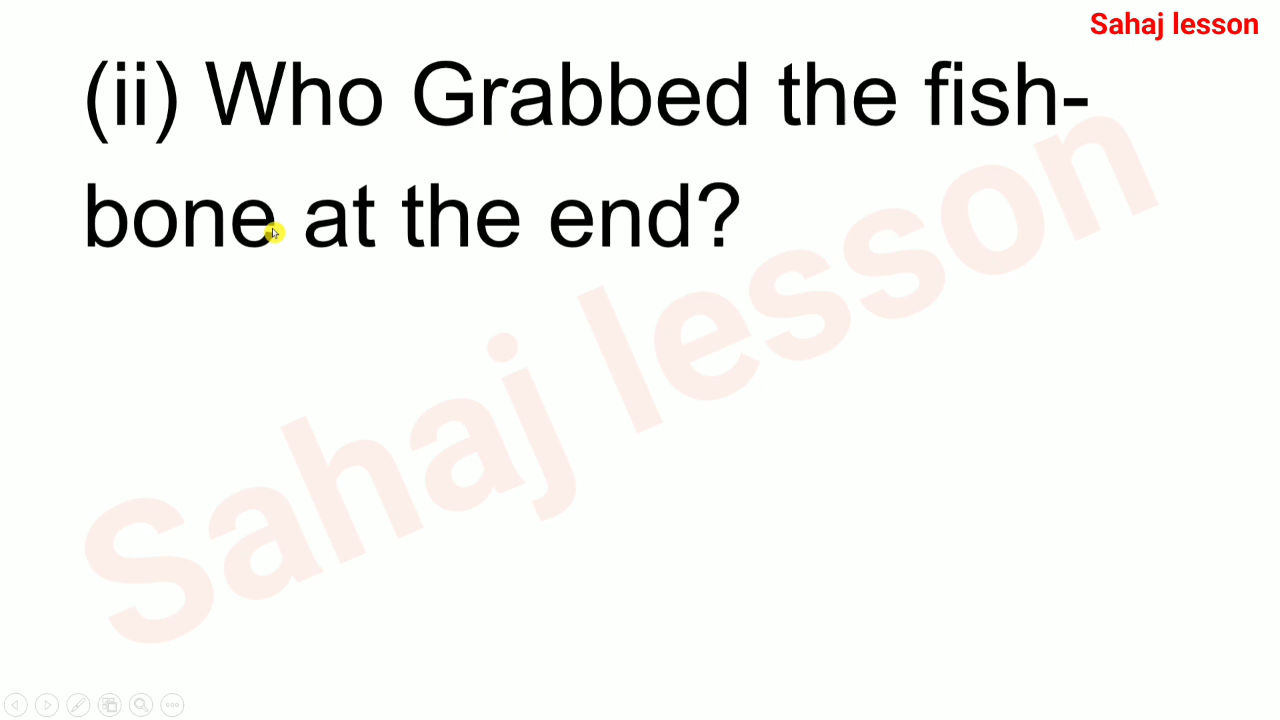 Sahaj lesson
(ii) Who Grabbed the fish-
bone at the end?
Sahaj lesson